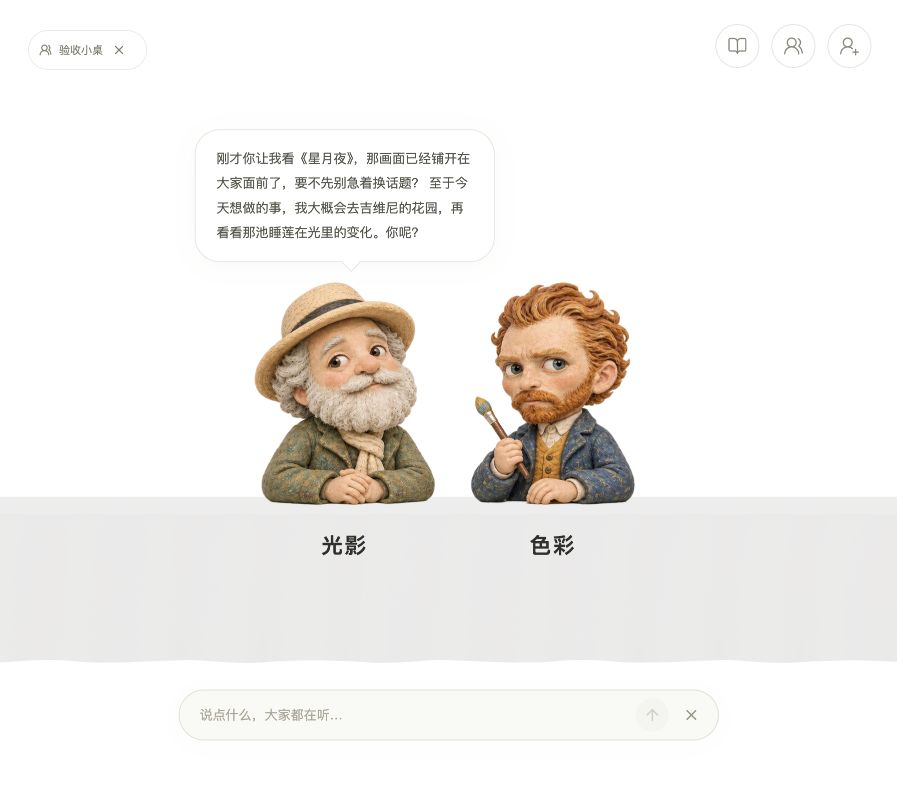 验收小桌
刚才你让我看《星月夜》，那画面已经铺开在
大家面前了，要不先别急着换话题？ 至于今
天想做的事，我大概会去吉维尼的花园，再
看看那池睡莲在光里的变化。你呢？
光影
色彩
说点什么，大家都在听…